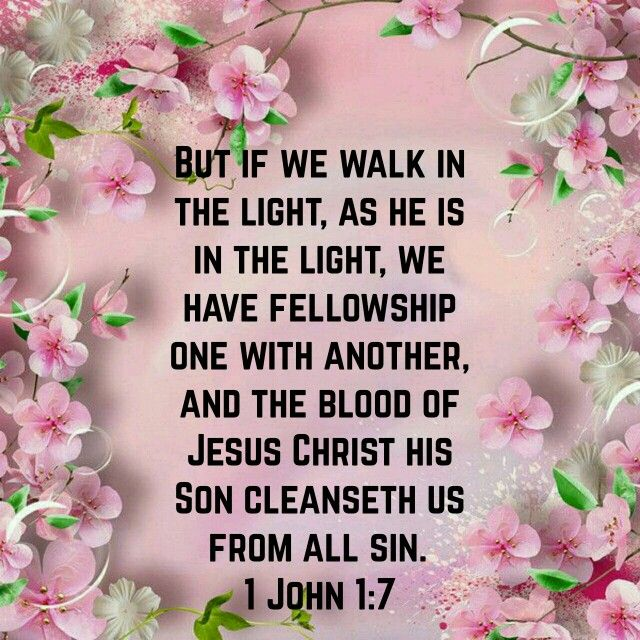 But if we walk in
the light, as he is
in the light, we
have fellowship
one with another,
and the blood of
Jesus Christ his
Son cleanseth us
from all sin.
1 John 1:7